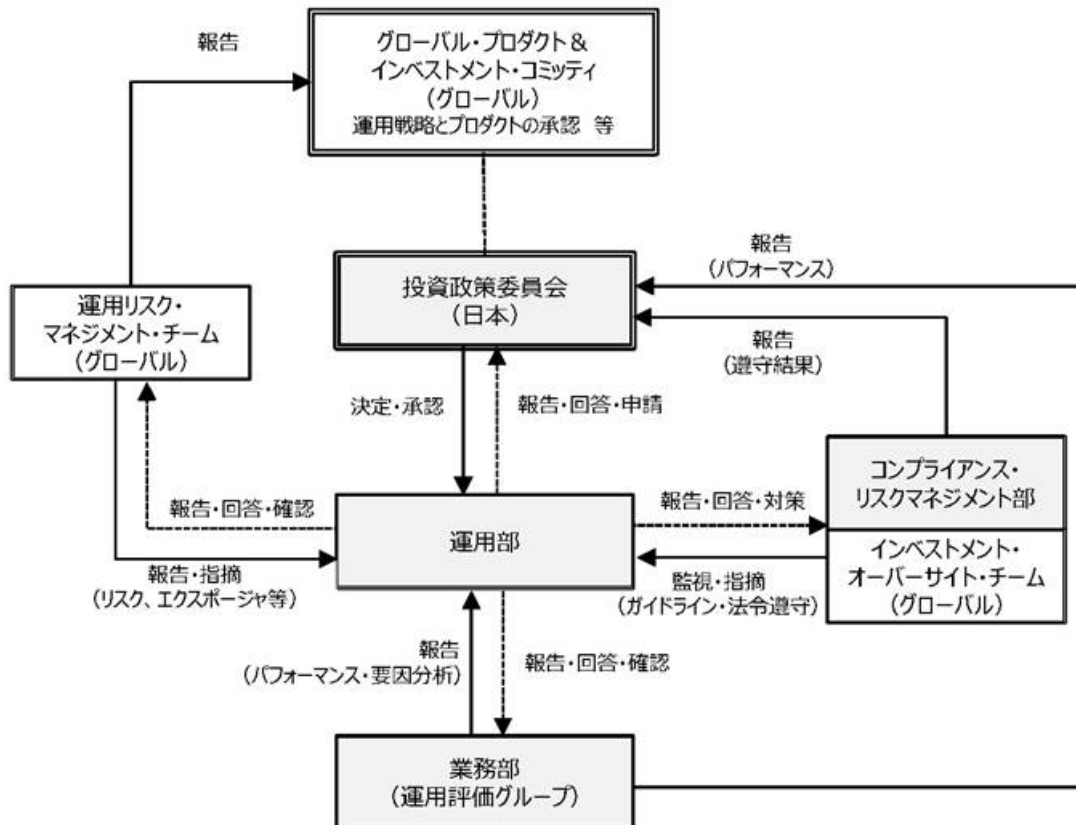 報告
グローバル・プロダクト＆
インベストメント・コミッティ
（グローバル）
運用戦略とプロダクトの承認 等
報告
（パフォーマンス）
投資政策委員会
（日本）
運用リスク・
マネジメント・チーム
（グローバル）
報告
（遵守結果）
決定・承認
報告・回答・申請
コンプライアンス・
リスクマネジメント部
報告・回答・確認
運用部
報告・回答・対策
インベストメント・
オーバーサイト・チーム
（グローバル）
報告・指摘
（リスク、エクスポージャ等）
監視・指摘
（ガイドライン・法令遵守）
報告
（パフォーマンス・要因分析）
報告・回答・確認
業務部
（運用評価グループ）